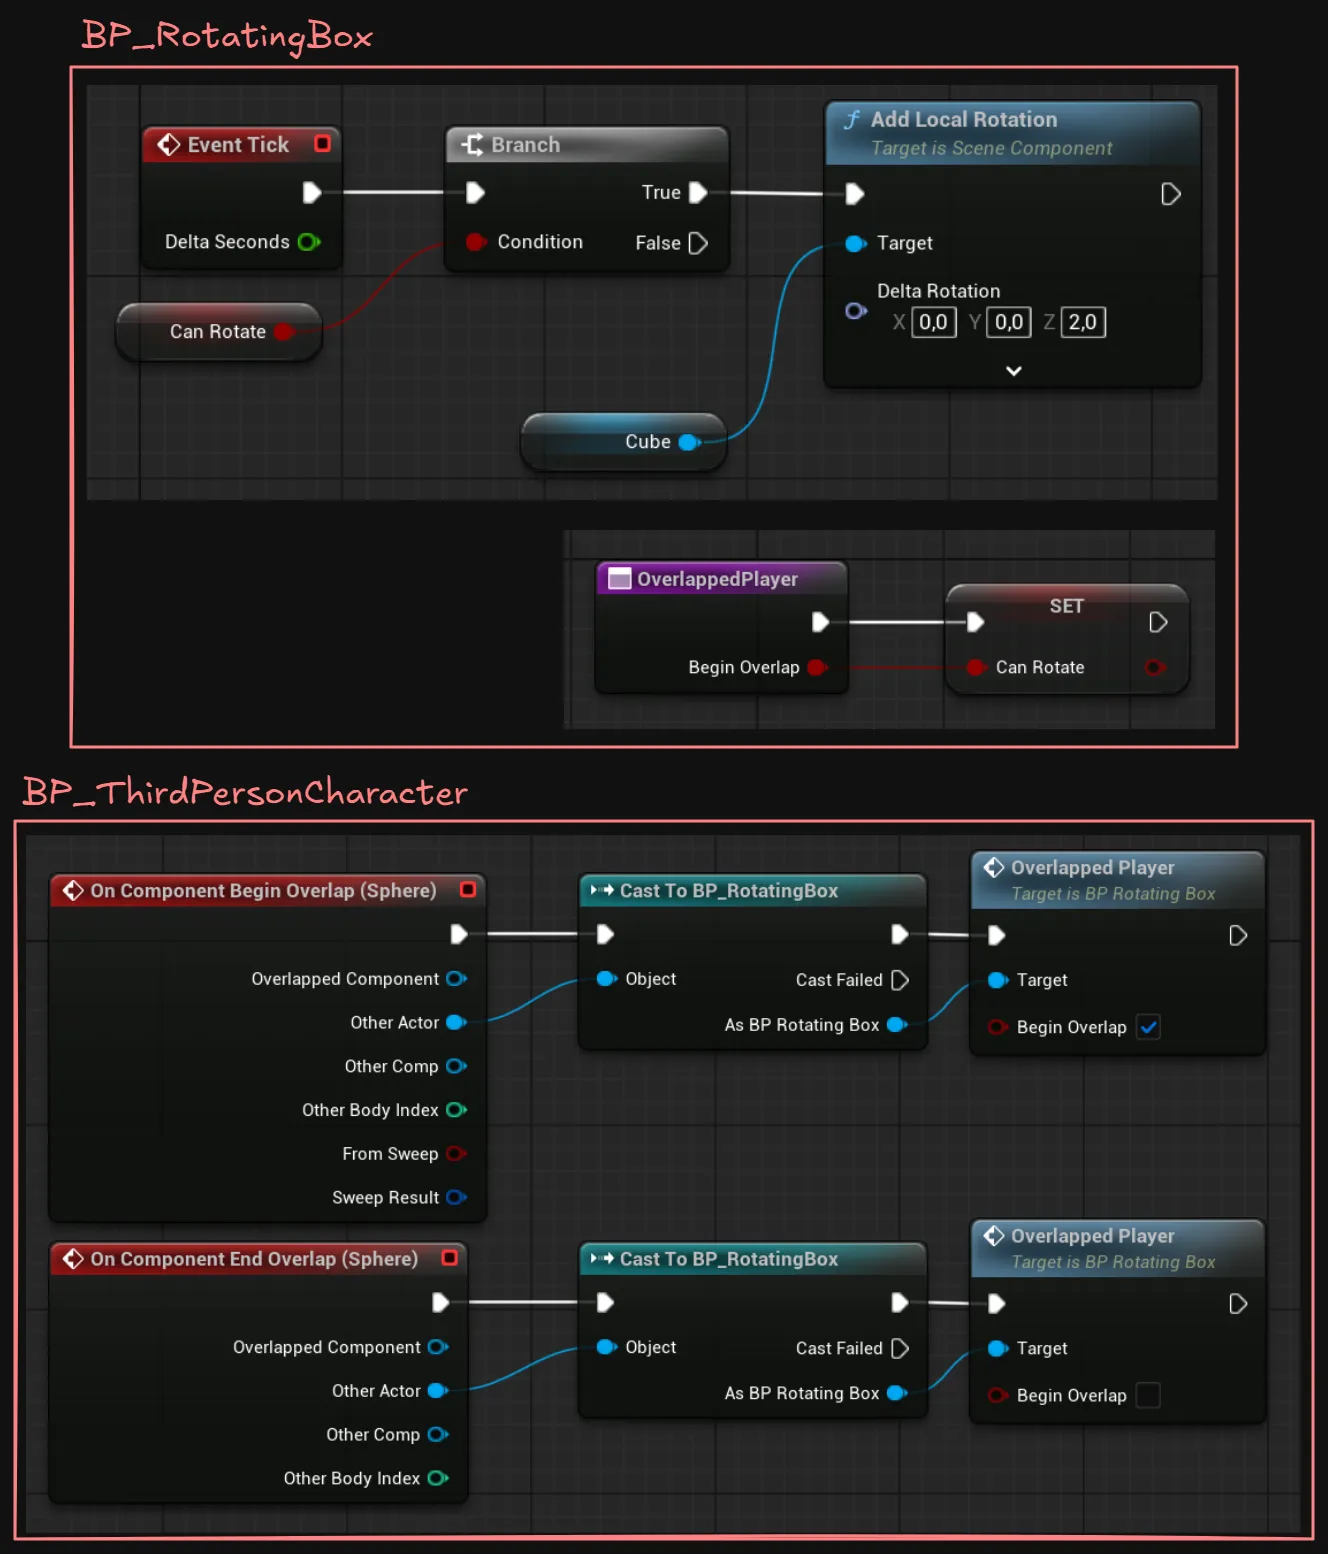 BP_RotatingBox
Event Tick
Delta Seconds
Can Rotate
Branch
True
Condition
False
Cube
Add Local Rotation
Target is Scene Component
Target
Delta Rotation
X 0,0 Y 0,0 Z 2,0
OverlappedPlayer
Begin Overlap
SET
Can Rotate
BP_ThirdPersonCharacter
On Component Begin Overlap (Sphere)
Overlapped Component
Other Actor
Other Comp
Other Body Index
From Sweep
Sweep Result
Cast To BP_RotatingBox
Object
Cast Failed
As BP Rotating Box
Overlapped Player
Target is BP Rotating Box
Target
Begin Overlap
On Component End Overlap (Sphere)
Overlapped Component
Other Actor
Other Comp
Other Body Index
Cast To BP_RotatingBox
Object
Cast Failed
As BP Rotating Box
Overlapped Player
Target is BP Rotating Box
Target
Begin Overlap